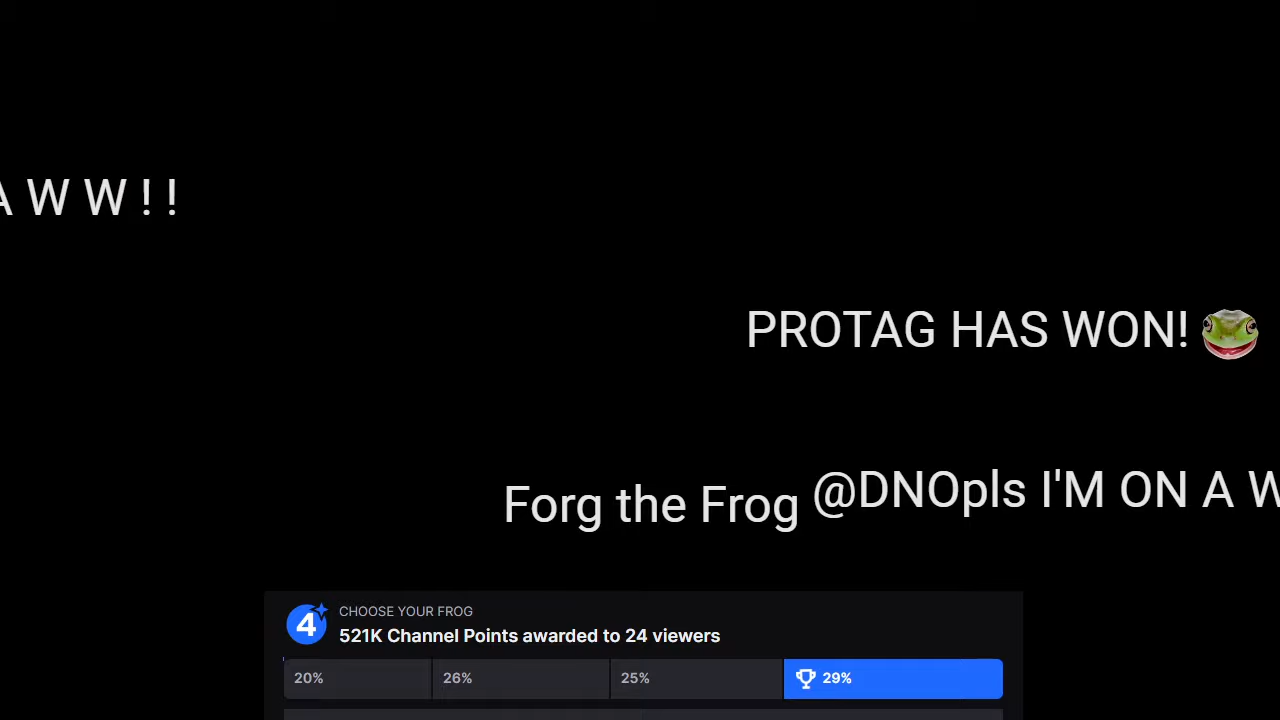 A W W ! !
PROTAG HAS WON!
Forg the Frog
@DNOpls I'M ON A W
4
CHOOSE YOUR FROG
521K Channel Points awarded to 24 viewers
20%
26%
25%
29%